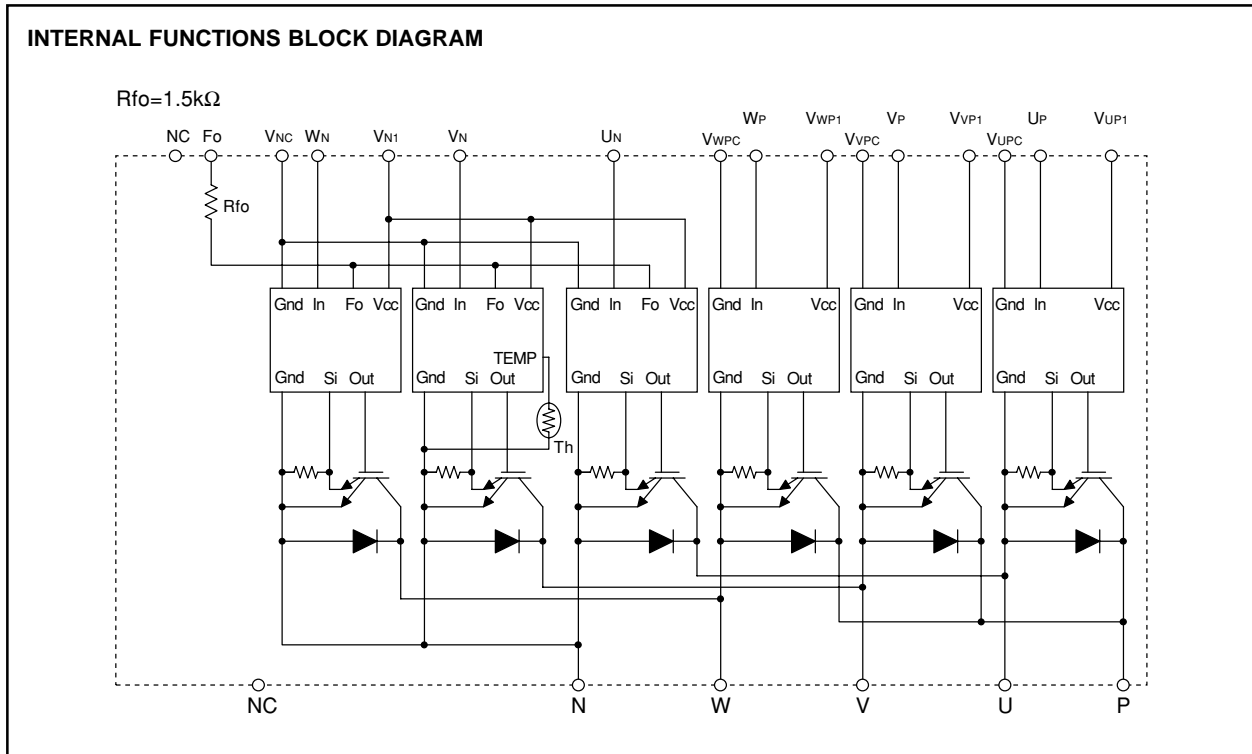 INTERNAL FUNCTIONS BLOCK DIAGRAM
Rfo=1.5kΩ
NC Fo VNC WN VN1 VN UN VWPC WP VWP1 VVPC VP VVP1 VUPC UP VUP1
Rfo
Gnd In Fo Vcc Gnd In Fo Vcc Gnd In Fo Vcc Gnd In Vcc Gnd In Vcc Gnd In Vcc
TEMP
Gnd Si Out Gnd Si Out Gnd Si Out Gnd Si Out Gnd Si Out Gnd Si Out
Th
NC N W V U P